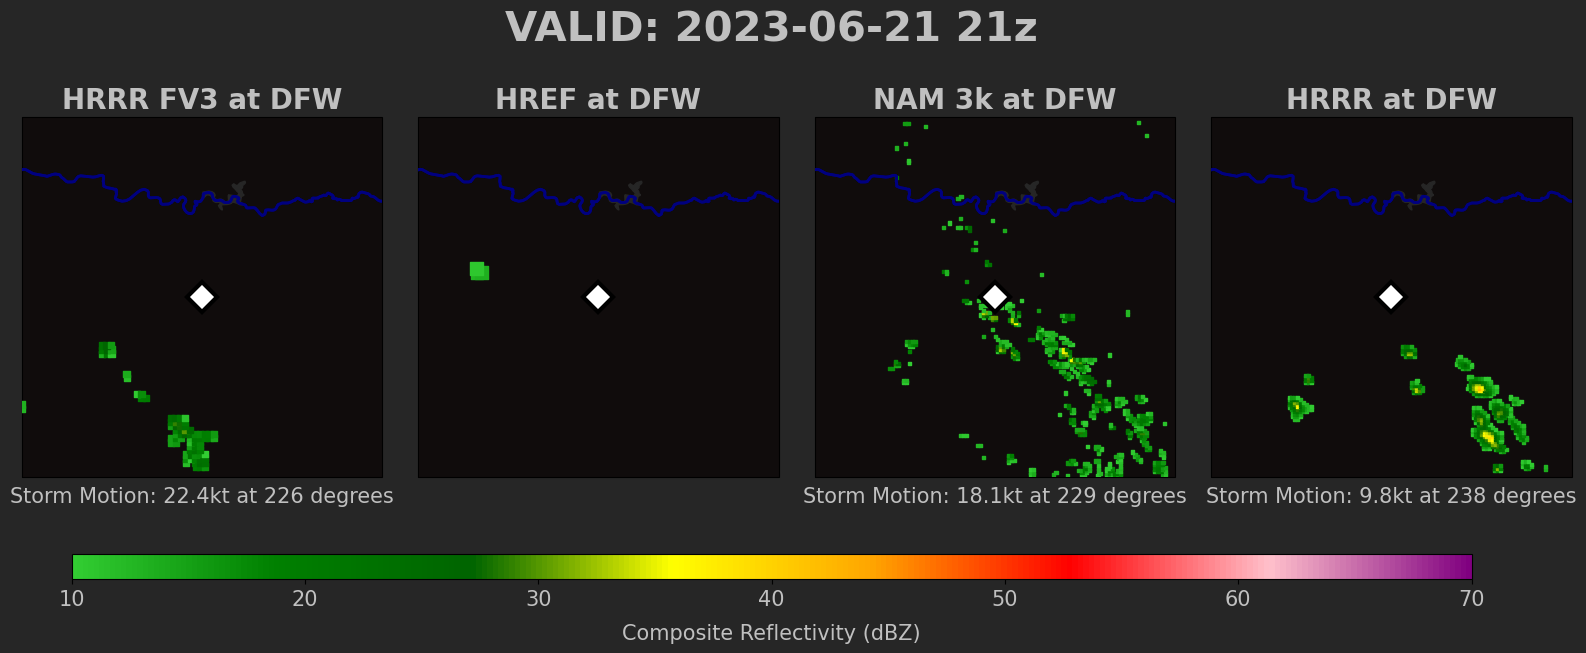 VALID: 2023-06-21 21z
HRRR FV3 at DFW
HREF at DFW
NAM 3k at DFW
HRRR at DFW
Storm Motion: 22.4kt at 226 degrees
Storm Motion: 18.1kt at 229 degrees
Storm Motion: 9.8kt at 238 degrees
10 20 30 40 50 60 70
Composite Reflectivity (dBZ)